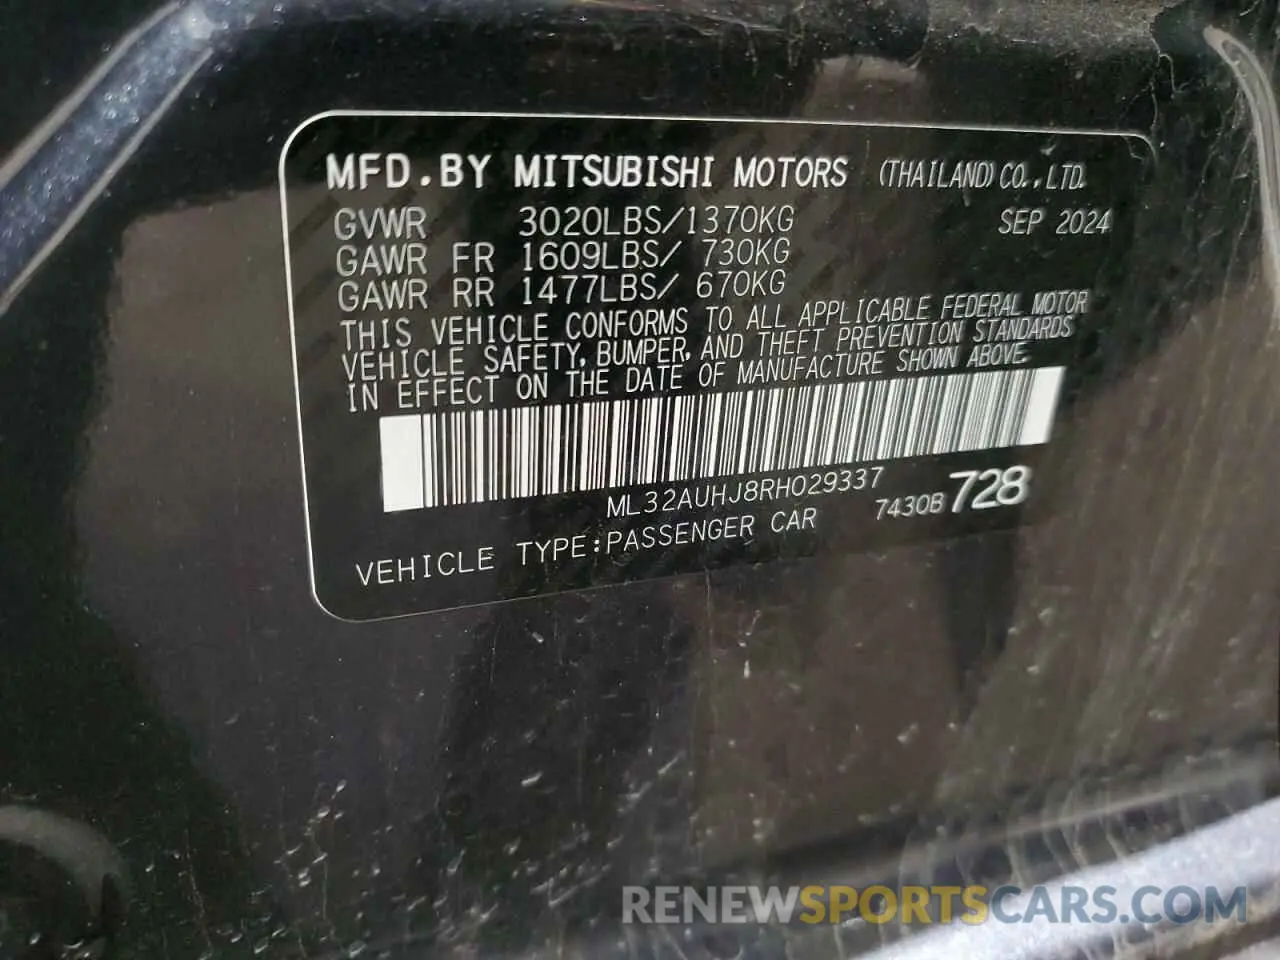 MFD.BY MITSUBISHI MOTORS (THAILAND)CO.,LTD.
GVWR 3020LBS/1370KG SEP 2024
GAWR FR 1609LBS/ 730KG
GAWR RR 1477LBS/ 670KG
THIS VEHICLE CONFORMS TO ALL APPLICABLE FEDERAL MOTOR
VEHICLE SAFETY, BUMPER, AND THEFT PREVENTION STANDARDS
IN EFFECT ON THE DATE OF MANUFACTURE SHOWN ABOVE.
ML32AUHJ8RH029337
7430B 728
VEHICLE TYPE:PASSENGER CAR
RENEWSPORTSCARS.COM